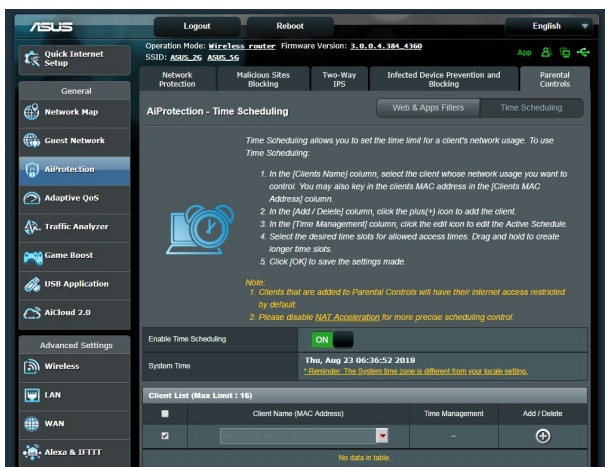 ASUS
Logout
Reboot
English
Quick Internet
Setup
General
Network Map
Guest Network
AiProtection
Adaptive QoS
Traffic Analyzer
Game Boost
USB Application
AiCloud 2.0
Advanced Settings
Wireless
LAN
WAN
Alexa & IFTTT
Operation Mode: Wireless router Firmware Version: 3.0.0.4.384_4360
SSID: ASUS_2G ASUS_5G
App
Network
Protection
Malicious Sites
Blocking
Two-Way
IPS
Infected Device Prevention and
Blocking
Parental
Controls
AiProtection - Time Scheduling
Web & Apps Filters
Time Scheduling
Time Scheduling allows you to set the time limit for a client's network usage. To use
Time Scheduling:
1. In the [Clients Name] column, select the client whose network usage you want to
control. You may also key in the clients MAC address in the [Clients MAC
Address] column.
2. In the [Add / Delete] column, click the plus(+) icon to add the client.
3. In the [Time Management] column, click the edit icon to edit the Active Schedule.
4. Select the desired time slots for allowed access times. Drag and hold to create
longer time slots.
5. Click [OK] to save the settings made.
Note:
1. Clients that are added to Parental Controls will have their internet access restricted
by default.
2. Please disable NAT Acceleration for more precise scheduling control.
Enable Time Scheduling
ON
System Time
Thu, Aug 23 06:36:52 2018
* Reminder: The System time zone is different from your locale setting.
Client List (Max Limit : 16)
Client Name (MAC Address)
Time Management
Add / Delete
--
No data in table.